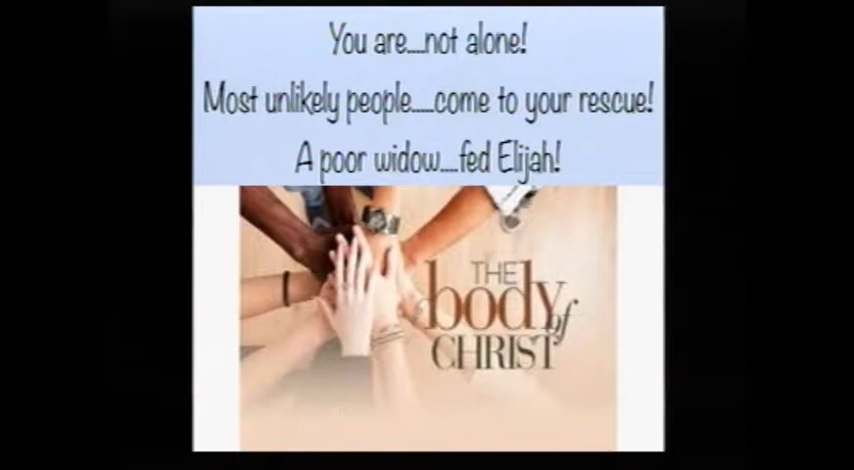 You are....not alone!
Most unlikely people.....come to your rescue!
A poor widow....fed Elijah!
THE
body
of
CHRIST